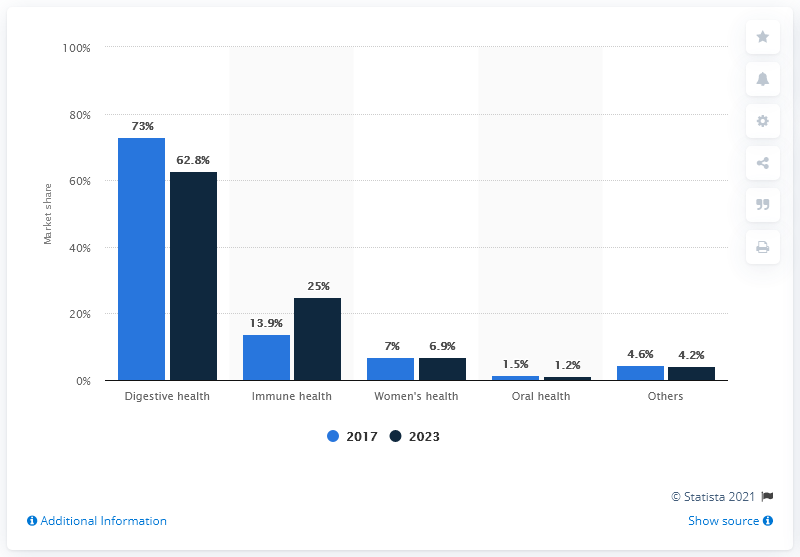 100%
80%
60%
40%
20%
0%
Market share
73%
62.8%
13.9%
25%
7%
6.9%
1.5%
1.2%
4.6%
4.2%
Digestive health
Immune health
Women's health
Oral health
Others
2017
2023
© Statista 2021
Additional Information
Show source